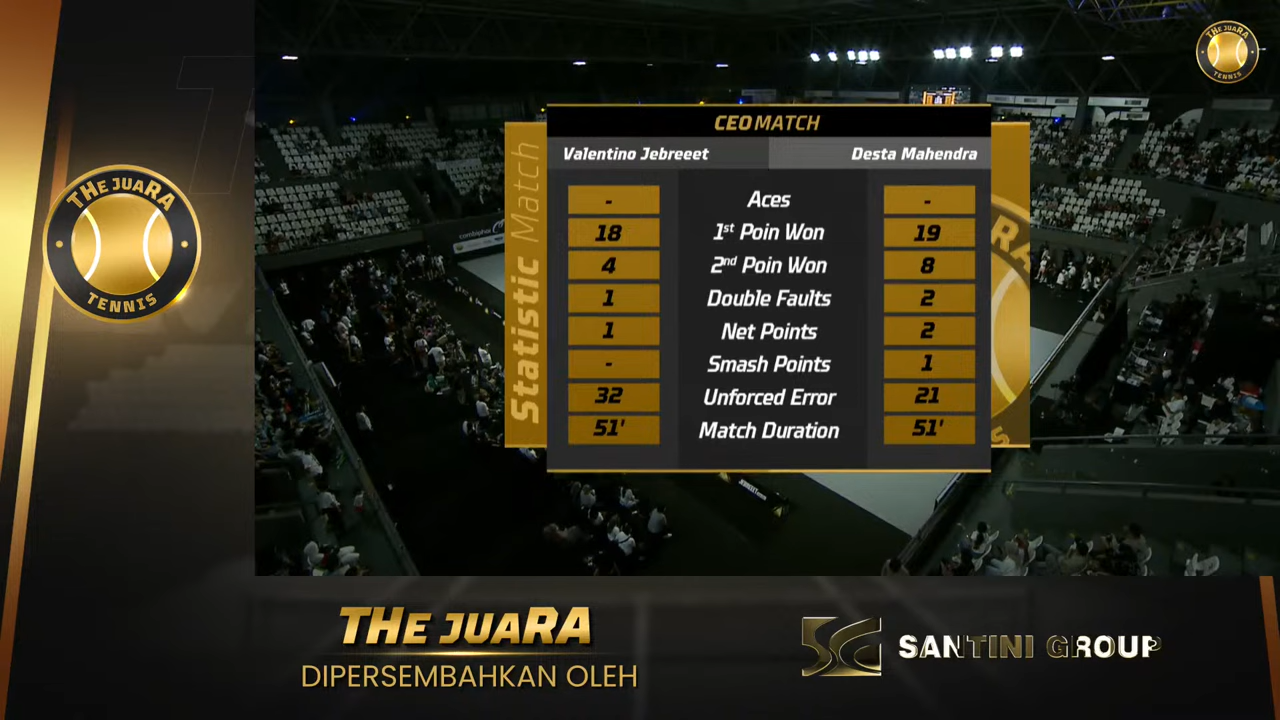 THE JUARA
TENNIS
THE JUARA
TENNIS
CEO MATCH
Statistic Match
Valentino Jebreeet Desta Mahendra
- Aces -
18 1st Poin Won 19
4 2nd Poin Won 8
1 Double Faults 2
1 Net Points 2
- Smash Points 1
32 Unforced Error 21
51' Match Duration 51'
combiphar
THE JUARA
DIPERSEMBAHKAN OLEH
SG SANTINI GROUP